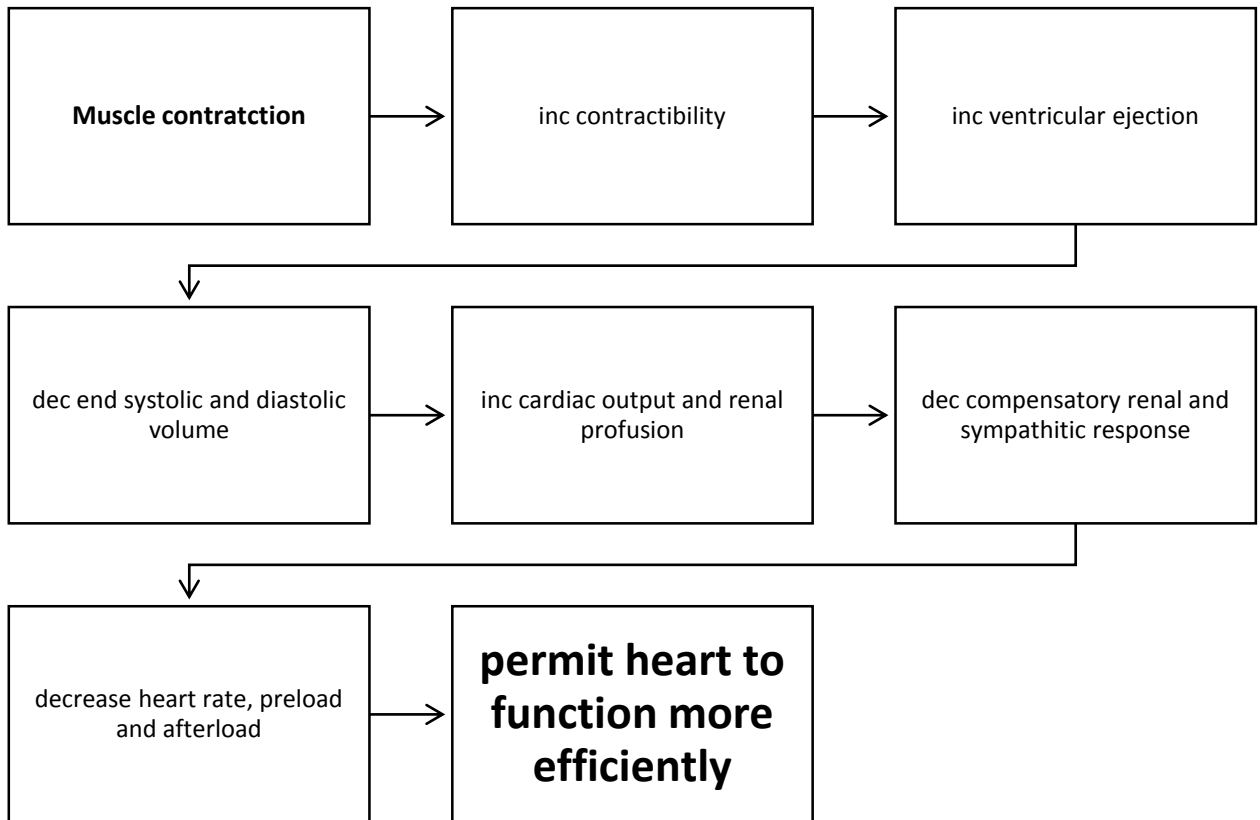 Muscle contratction
inc contractibility
inc ventricular ejection
dec end systolic and diastolic
volume
inc cardiac output and renal
profusion
dec compensatory renal and
sympathitic response
decrease heart rate, preload
and afterload
permit heart to
function more
efficiently